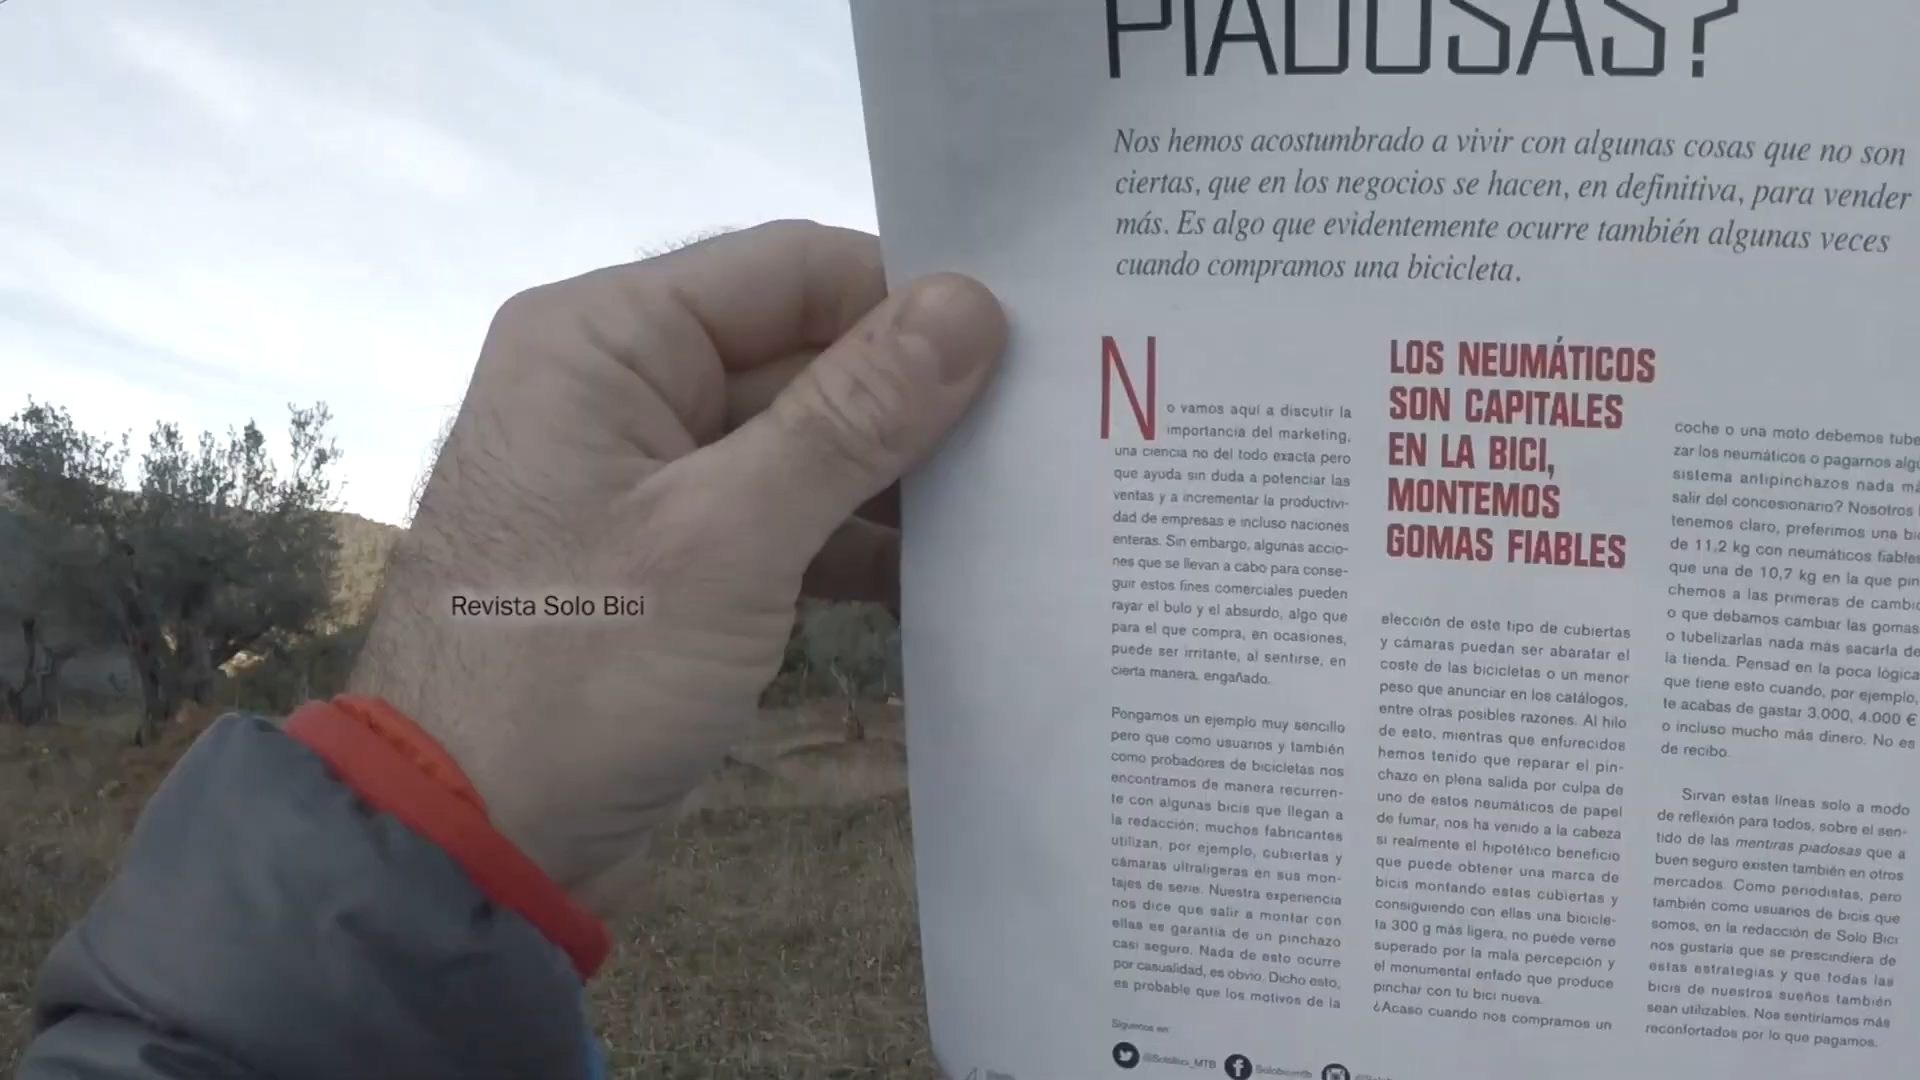 PIADOSAS?
Nos hemos acostumbrado a vivir con algunas cosas que no son
ciertas, que en los negocios se hacen, en definitiva, para vender
más. Es algo que evidentemente ocurre también algunas veces
cuando compramos una bicicleta.
No vamos aquí a discutir la
importancia del marketing,
una ciencia no del todo exacta pero
que ayuda sin duda a potenciar las
ventas y a incrementar la productivi-
dad de empresas e incluso naciones
enteras. Sin embargo, algunas accio-
nes que se llevan a cabo para conse-
guir estos fines comerciales pueden
rayar el bulo y el absurdo, algo que
para el que compra, en ocasiones,
puede ser irritante, al sentirse, en
cierta manera, engañado.
Pongamos un ejemplo muy sencillo
pero que como usuarios y también
como probadores de bicicletas nos
encontramos de manera recurren-
te con algunas bicis que llegan a
la redacción; muchos fabricantes
utilizan, por ejemplo, cubiertas y
cámaras ultraligeras en sus mon-
tajes de serie. Nuestra experiencia
nos dice que salir a montar con
ellas es garantía de un pinchazo
casi seguro. Nada de esto ocurre
por casualidad, es obvio. Dicho esto,
es probable que los motivos de la
LOS NEUMÁTICOS
SON CAPITALES
EN LA BICI,
MONTEMOS
GOMAS FIABLES
elección de este tipo de cubiertas
y cámaras puedan ser abaratar el
coste de las bicicletas o un menor
peso que anunciar en los catálogos,
entre otras posibles razones. Al hilo
de esto, mientras que enfurecidos
hemos tenido que reparar el pin-
chazo en plena salida por culpa de
uno de estos neumáticos de papel
de fumar, nos ha venido a la cabeza
si realmente el hipotético beneficio
que puede obtener una marca de
bicis montando estas cubiertas y
consiguiendo con ellas una bicicle-
ta 300 g más ligera, no puede verse
superado por la mala percepción y
el monumental enfado que produce
pinchar con tu bici nueva.
¿Acaso cuando nos compramos un
coche o una moto debemos tube
zar los neumáticos o pagarnos algú
sistema antipinchazos nada má
salir del concesionario? Nosotros l
tenemos claro, preferimos una bic
de 11,2 kg con neumáticos fiables
que una de 10,7 kg en la que pin
chemos a las primeras de cambio
o que debamos cambiar las gomas
o tubelizarlas nada más sacarla de
la tienda. Pensad en la poca lógica
que tiene esto cuando, por ejemplo,
te acabas de gastar 3.000, 4.000 €
o incluso mucho más dinero. No es
de recibo.
Sirvan estas líneas solo a modo
de reflexión para todos, sobre el sen-
tido de las mentiras piadosas que a
buen seguro existen también en otros
mercados. Como periodistas, pero
también como usuarios de bicis que
somos, en la redacción de Solo Bici
nos gustaría que se prescindiera de
estas estrategias y que todas las
bicis de nuestros sueños también
sean utilizables. Nos sentiríamos más
reconfortados por lo que pagamos.
Síguenos en:
@SoloBici_MTB
Solobicimtb
Revista Solo Bici